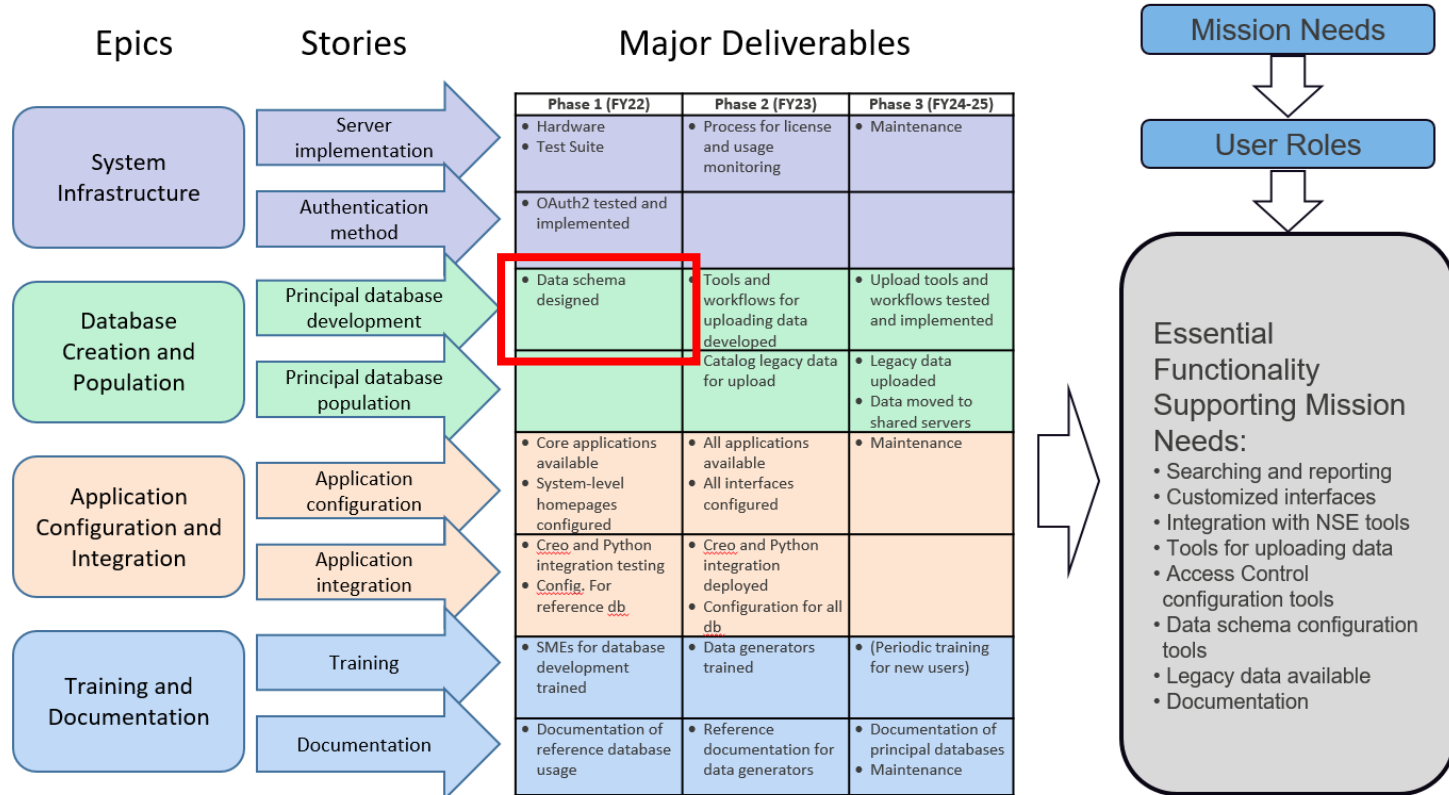 Epics
Stories
Major Deliverables
System
Infrastructure
Database
Creation and
Population
Application
Configuration and
Integration
Training and
Documentation
Server
implementation
Authentication
method
Principal database
development
Principal database
population
Application
configuration
Application
integration
Training
Documentation
Phase 1 (FY22)
Phase 2 (FY23)
Phase 3 (FY24-25)
• Hardware
• Test Suite
• Process for license
and usage
monitoring
• Maintenance
• OAuth2 tested and
implemented
• Data schema
designed
• Tools and
workflows for
uploading data
developed
• Upload tools and
workflows tested
and implemented
Catalog legacy data
for upload
• Legacy data
uploaded
• Data moved to
shared servers
• Core applications
available
• System-level
homepages
configured
• All applications
available
• All interfaces
configured
• Maintenance
• Creo and Python
integration testing
• Config. For
reference db
• Creo and Python
integration
deployed
• Configuration for all
db
• SMEs for database
development
trained
• Data generators
trained
• (Periodic training
for new users)
• Documentation of
reference database
usage
• Reference
documentation for
data generators
• Documentation of
principal databases
• Maintenance
Mission Needs
User Roles
Essential
Functionality
Supporting Mission
Needs:
• Searching and reporting
• Customized interfaces
• Integration with NSE tools
• Tools for uploading data
• Access Control
configuration tools
• Data schema configuration
tools
• Legacy data available
• Documentation